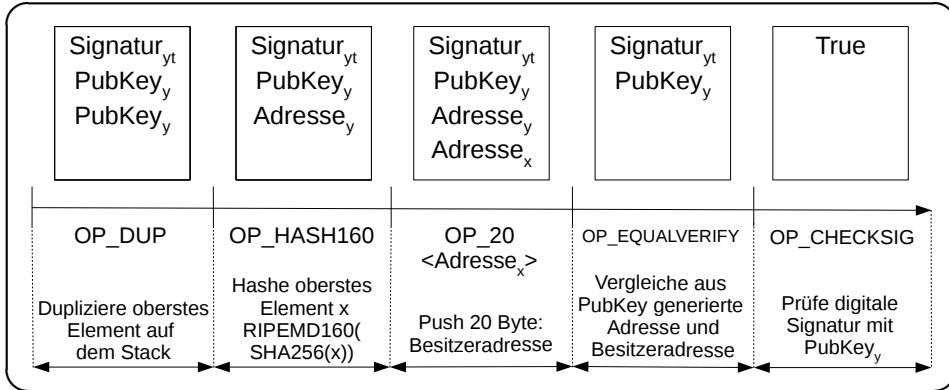 Signatur_yt
PubKey_y
PubKey_y
Signatur_yt
PubKey_y
Adresse_y
Signatur_yt
PubKey_y
Adresse_y
Adresse_x
Signatur_yt
PubKey_y
True
OP_DUP
Dupliziere oberstes
Element auf
dem Stack
OP_HASH160
Hashe oberstes
Element x
RIPEMD160(
SHA256(x))
OP_20
<Adresse_x>
Push 20 Byte:
Besitzeradresse
OP_EQUALVERIFY
Vergleiche aus
PubKey generierte
Adresse und
Besitzeradresse
OP_CHECKSIG
Prüfe digitale
Signatur mit
PubKey_y